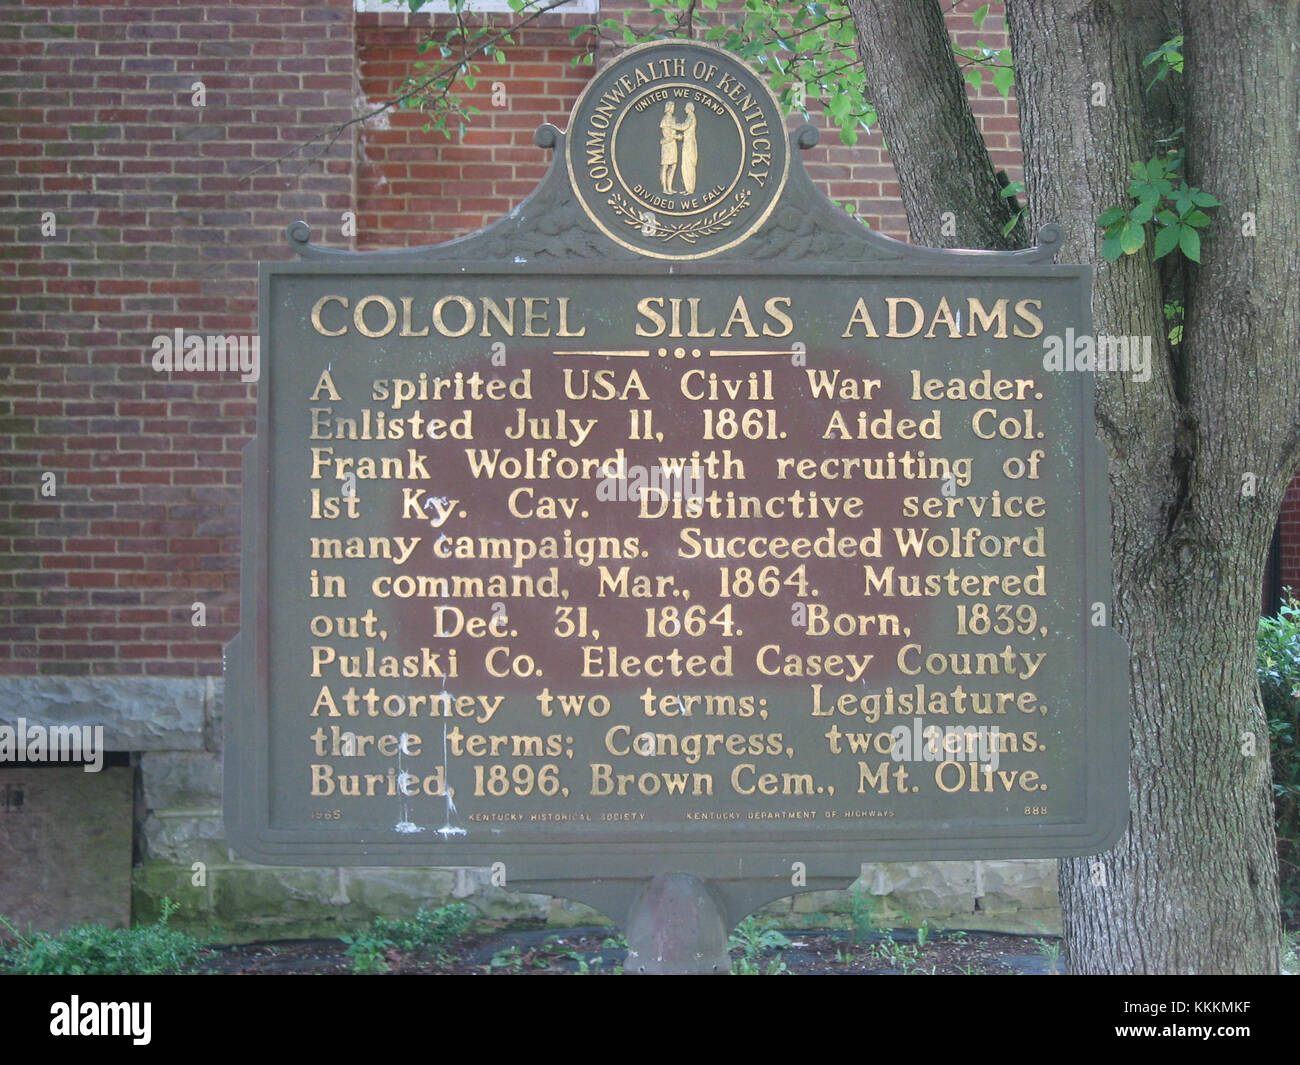 COMMONWEALTH OF KENTUCKY
UNITED WE STAND
DIVIDED WE FALL
COLONEL SILAS ADAMS
A spirited USA Civil War leader.
Enlisted July 11, 1861. Aided Col.
Frank Wolford with recruiting of
1st Ky. Cav. Distinctive service
many campaigns. Succeeded Wolford
in command, Mar., 1864. Mustered
out, Dec. 31, 1864. Born, 1839,
Pulaski Co. Elected Casey County
Attorney two terms; Legislature,
three terms; Congress, two terms.
Buried, 1896, Brown Cem., Mt. Olive.
1965 KENTUCKY HISTORICAL SOCIETY KENTUCKY DEPARTMENT OF HIGHWAYS 888
alamy
Image ID: KKKMKF
www.alamy.com